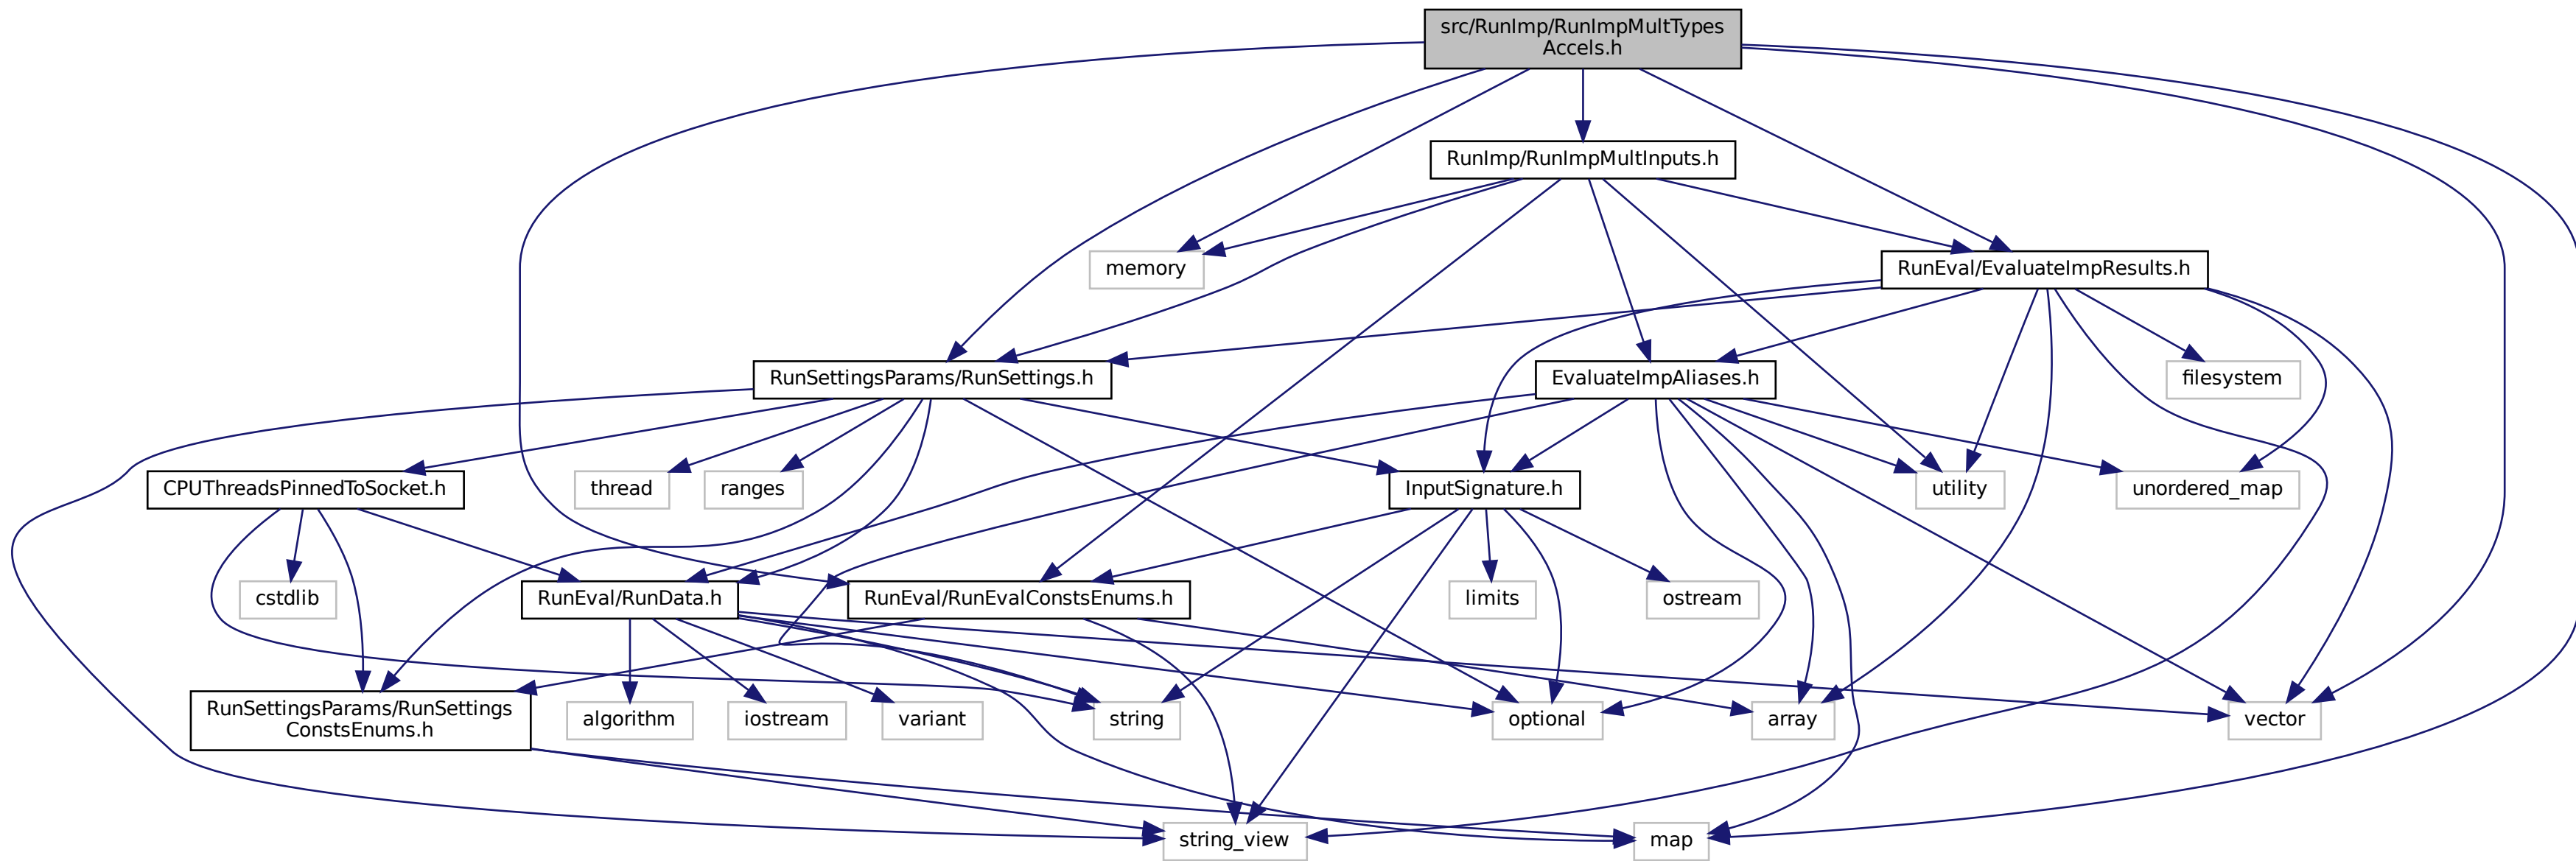 src/RunImp/RunImpMultTypes
Accels.h
RunImp/RunImpMultInputs.h
memory
RunEval/EvaluateImpResults.h
RunSettingsParams/RunSettings.h
EvaluateImpAliases.h
filesystem
CPUThreadsPinnedToSocket.h
thread
ranges
InputSignature.h
utility
unordered_map
cstdlib
RunEval/RunData.h
RunEval/RunEvalConstsEnums.h
limits
ostream
RunSettingsParams/RunSettings
ConstsEnums.h
algorithm
iostream
variant
string
optional
array
vector
string_view
map